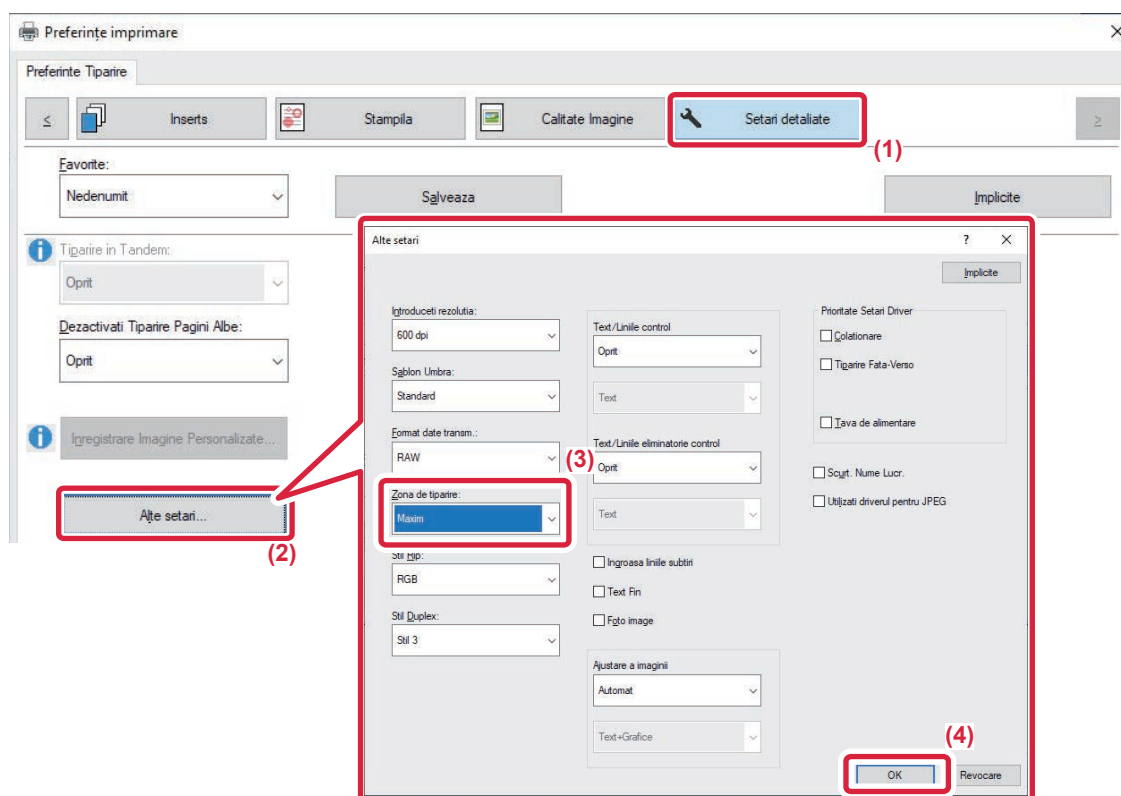 Preferințe imprimare
Preferinte Tiparire
<
Inserts
Stampila
Calitate Imagine
Setari detaliate
>
(1)
Favorite:
Nedenumit
Salveaza
Implicite
Tiparire in Tandem:
Oprit
Dezactivati Tiparire Pagini Albe:
Oprit
Inregistrare Imagine Personalizate...
Alte setari...
(2)
Alte setari
?
Implicite
Introduceti rezolutia:
600 dpi
Sablon Umbra:
Standard
Format date transm.:
RAW
(3)
Zona de tiparire:
Maxim
Stil Rip:
RGB
Stil Duplex:
Stil 3
Text/Liniile control
Oprit
Text
Text/Liniile eliminatorie control
Oprit
Text
Ingroasa liniile subtiri
Text Fin
Foto image
Ajustare a imaginii
Automat
Text+Grafice
Prioritate Setari Driver
Colationare
Tiparire Fata-Verso
Tava de alimentare
Scurt. Nume Lucr.
Utilizati driverul pentru JPEG
(4)
OK
Revocare